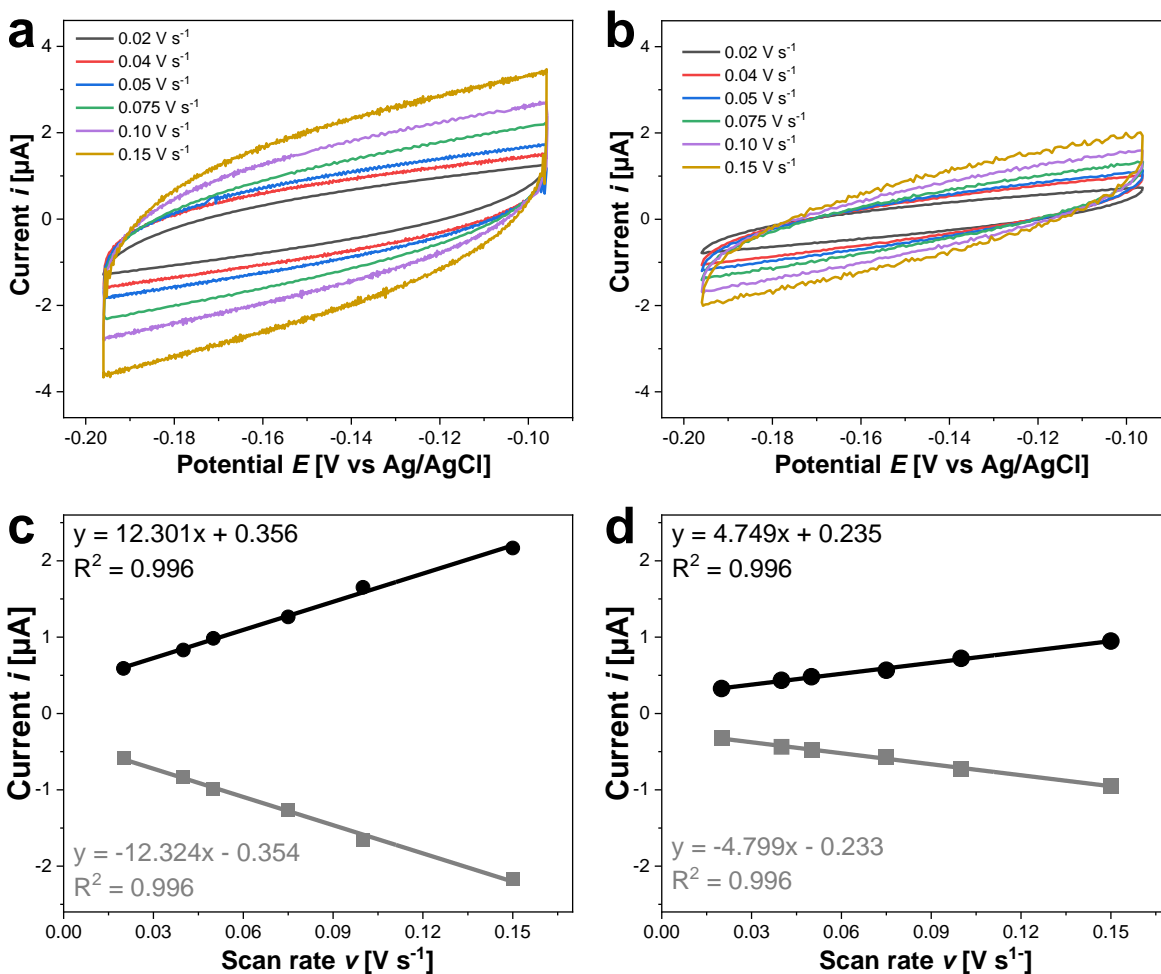 a
0.02 V s⁻¹
0.04 V s⁻¹
0.05 V s⁻¹
0.075 V s⁻¹
0.10 V s⁻¹
0.15 V s⁻¹
4
2
0
-2
-4
Current i [µA]
-0.20 -0.18 -0.16 -0.14 -0.12 -0.10
Potential E [V vs Ag/AgCl]
b
0.02 V s⁻¹
0.04 V s⁻¹
0.05 V s⁻¹
0.075 V s⁻¹
0.10 V s⁻¹
0.15 V s⁻¹
4
2
0
-2
-4
Current i [µA]
-0.20 -0.18 -0.16 -0.14 -0.12 -0.10
Potential E [V vs Ag/AgCl]
c
y = 12.301x + 0.356
R² = 0.996
2
1
0
-1
-2
Current i [µA]
y = -12.324x - 0.354
R² = 0.996
0.00 0.03 0.06 0.09 0.12 0.15
Scan rate v [V s⁻¹]
d
y = 4.749x + 0.235
R² = 0.996
2
1
0
-1
-2
Current i [µA]
y = -4.799x - 0.233
R² = 0.996
0.00 0.03 0.06 0.09 0.12 0.15
Scan rate v [V s¹⁻]